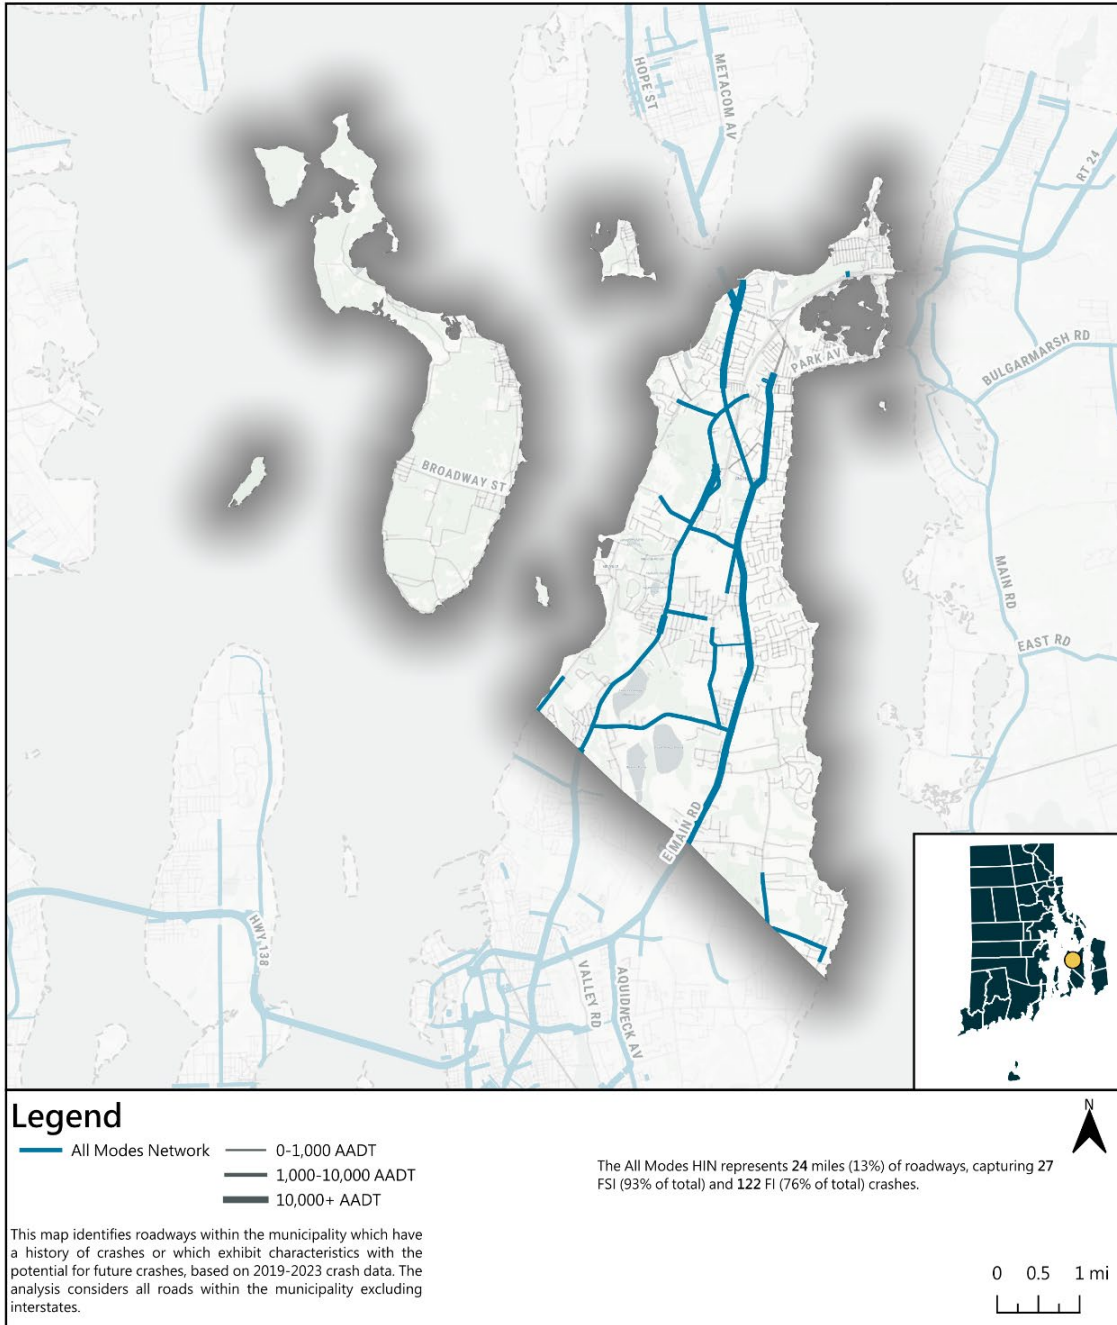 HOPE ST
METACOM AV
RT 24
PARK AV
BULGARMARSH RD
BROADWAY ST
MAIN RD
EAST RD
E MAIN RD
HWY 138
VALLEY RD
AQUIDNECK AV
Legend
All Modes Network
0-1,000 AADT
1,000-10,000 AADT
10,000+ AADT
This map identifies roadways within the municipality which have
a history of crashes or which exhibit characteristics with the
potential for future crashes, based on 2019-2023 crash data. The
analysis considers all roads within the municipality excluding
interstates.
The All Modes HIN represents 24 miles (13%) of roadways, capturing 27
FSI (93% of total) and 122 FI (76% of total) crashes.
N
0 0.5 1 mi